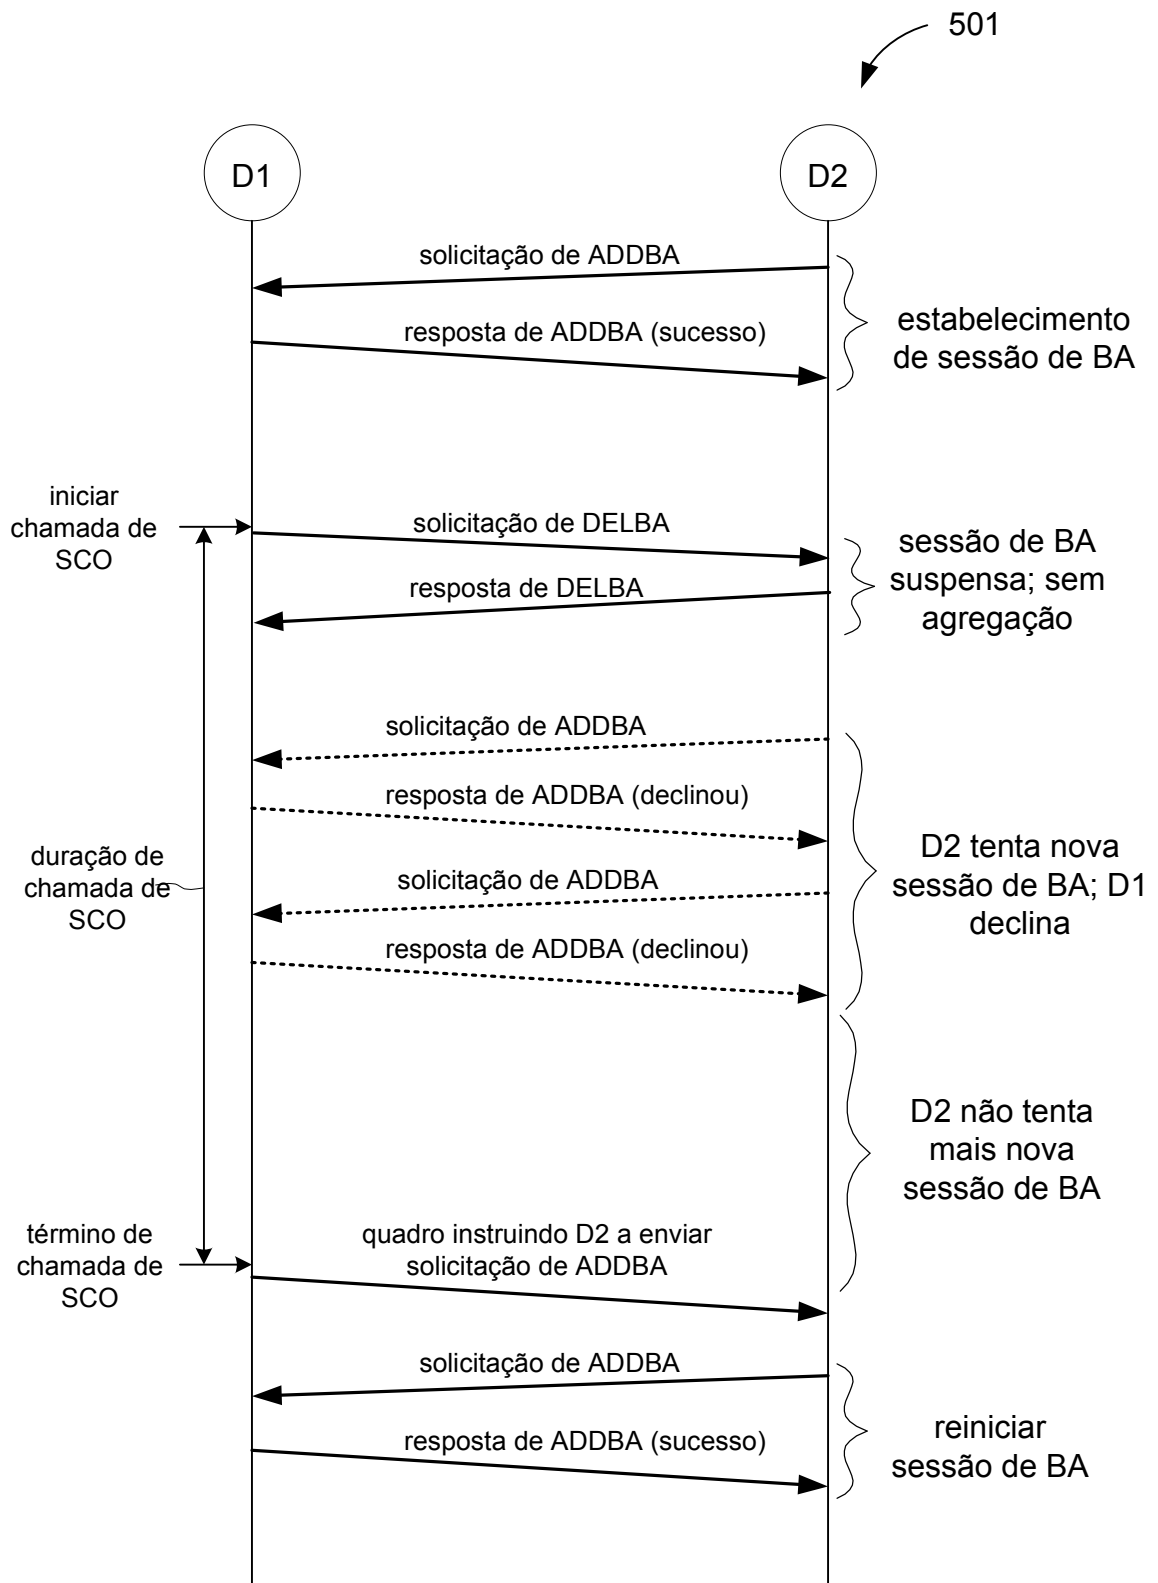 501
D1
D2
solicitação de ADDBA
resposta de ADDBA (sucesso)
estabelecimento
de sessão de BA
iniciar
chamada de
SCO
solicitação de DELBA
resposta de DELBA
sessão de BA
suspensa; sem
agregação
solicitação de ADDBA
resposta de ADDBA (declinou)
solicitação de ADDBA
resposta de ADDBA (declinou)
duração de
chamada de
SCO
D2 tenta nova
sessão de BA; D1
declina
D2 não tenta
mais nova
sessão de BA
término de
chamada de
SCO
quadro instruindo D2 a enviar
solicitação de ADDBA
solicitação de ADDBA
resposta de ADDBA (sucesso)
reiniciar
sessão de BA